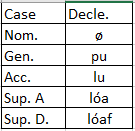 Case Decle.
Nom. ø
Gen. pu
Acc. lu
Sup. A lóa
Sup. D. lóaf